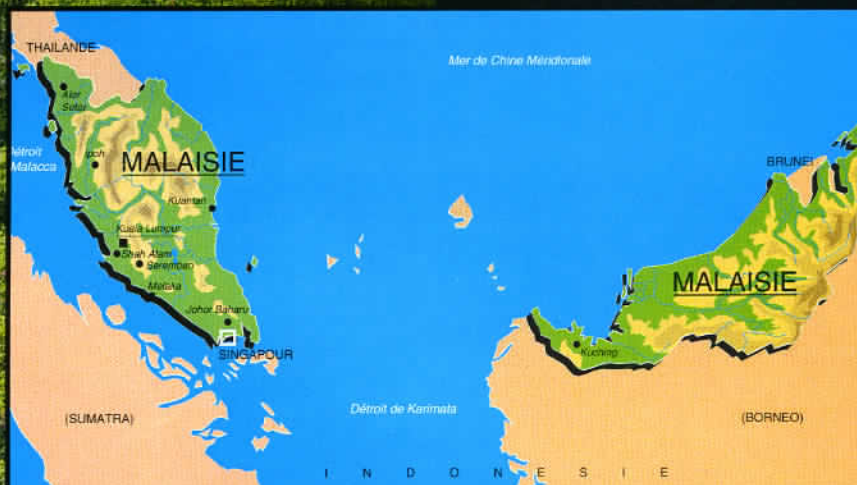 THAILANDE
Mer de Chine Méridionale
Alor
Setar
Détroit
Malacca
Ipoh
MALAISIE
BRUNEI
Kuantan
Kuala Lumpur
Shah Alam
Seremban
Mallaka
MALAISIE
Johor Baharu
SINGAPOUR
Kuching
Détroit de Karimata
(SUMATRA)
(BORNEO)
I N D O N E S I E